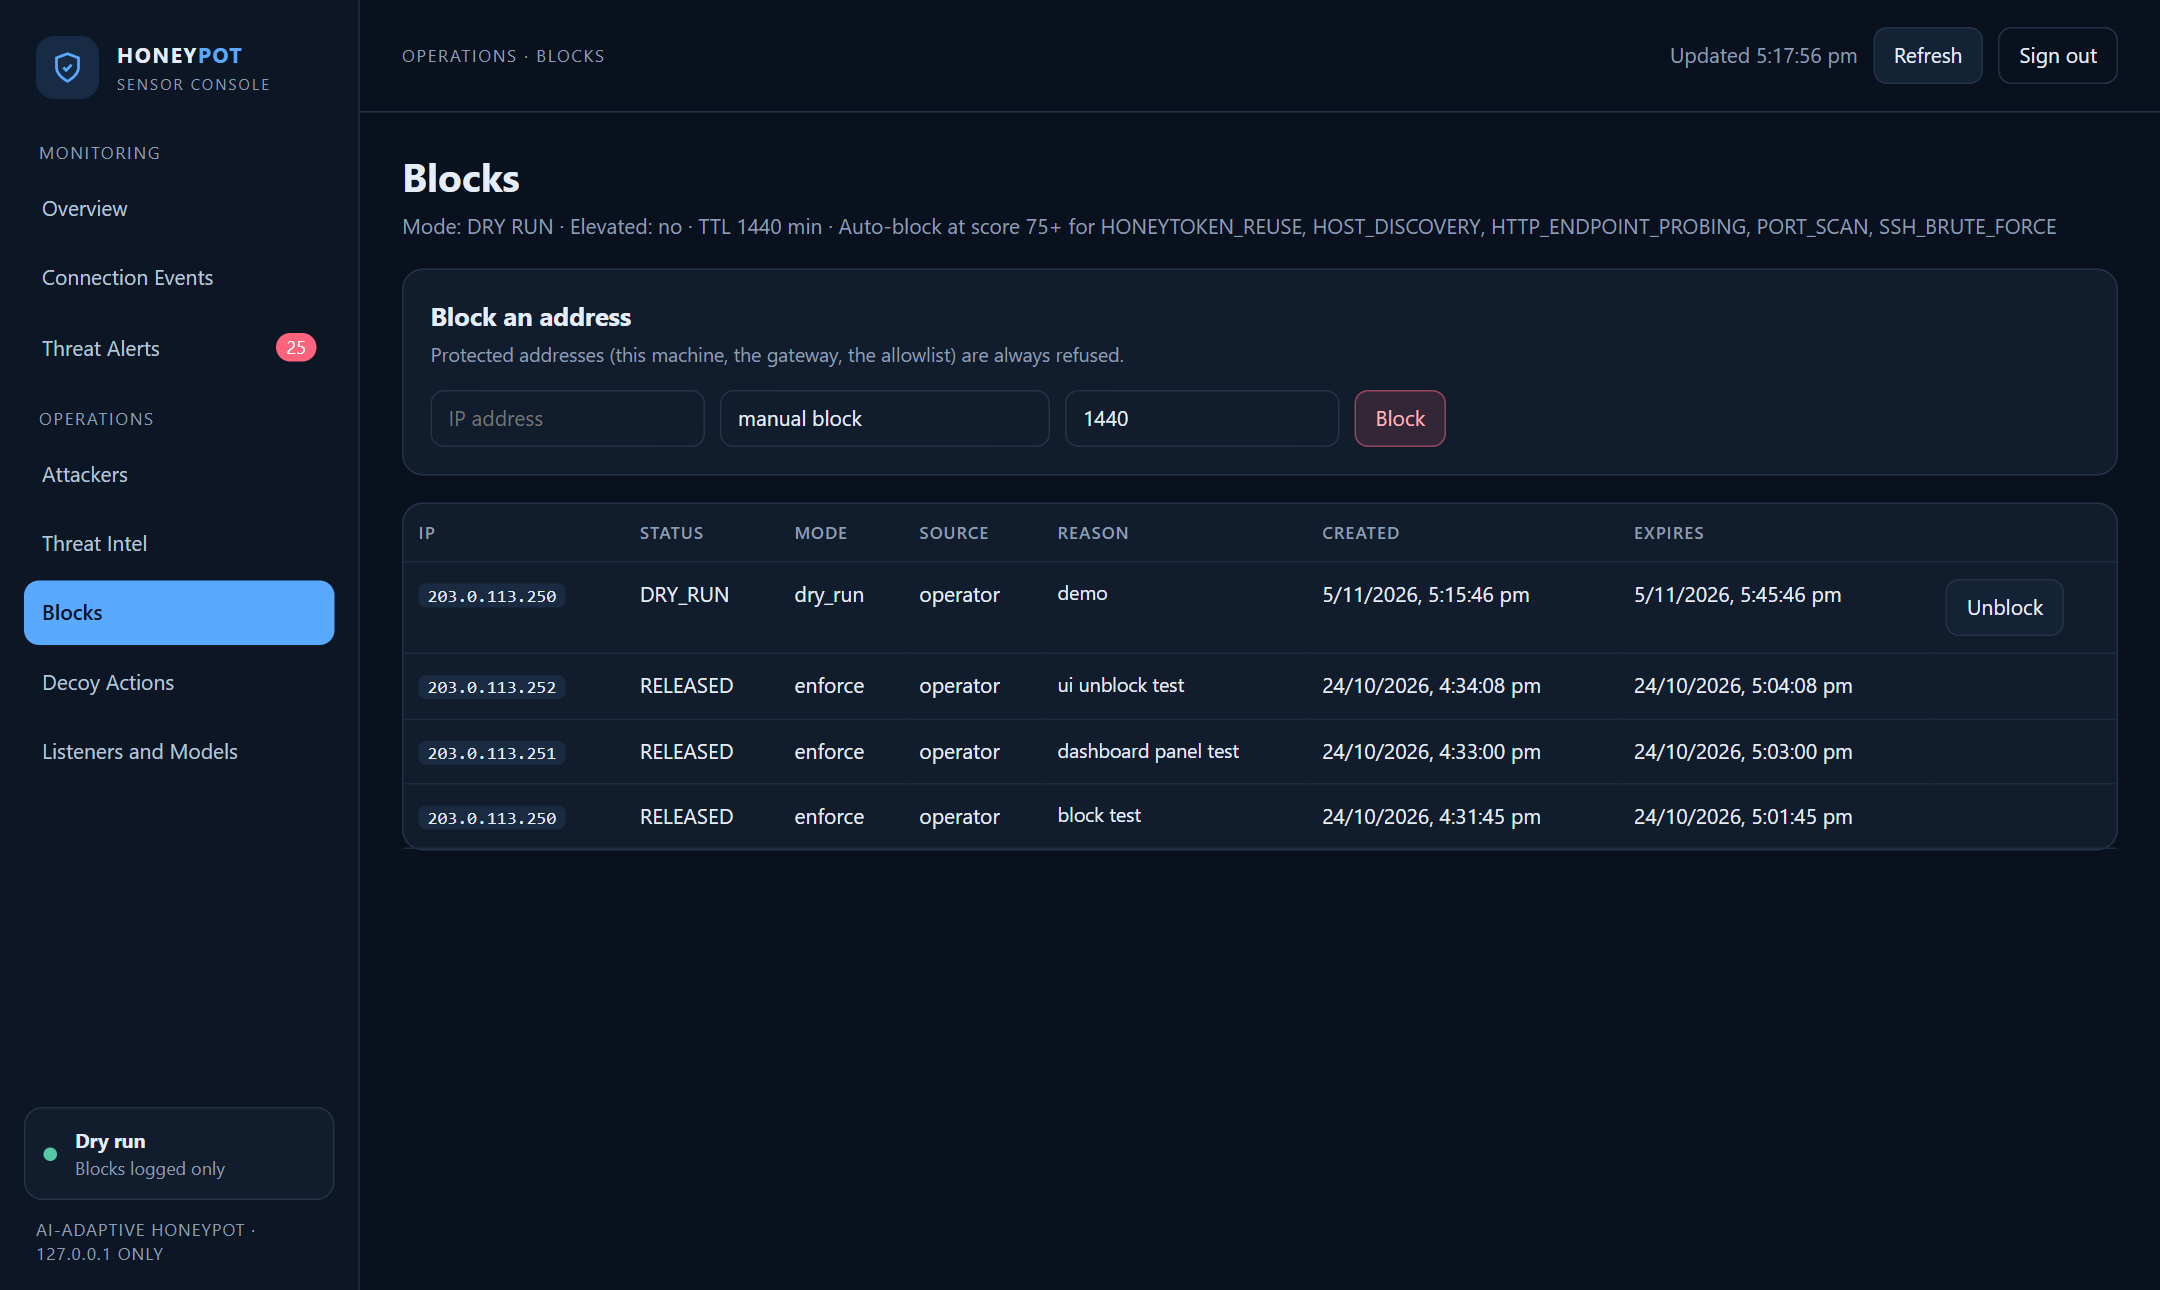 HONEYPOT
SENSOR CONSOLE
MONITORING
Overview
Connection Events
Threat Alerts 25
OPERATIONS
Attackers
Threat Intel
Blocks
Decoy Actions
Listeners and Models
Dry run
Blocks logged only
AI-ADAPTIVE HONEYPOT ·
127.0.0.1 ONLY
OPERATIONS · BLOCKS
Updated 5:17:56 pm Refresh Sign out
Blocks
Mode: DRY RUN · Elevated: no · TTL 1440 min · Auto-block at score 75+ for HONEYTOKEN_REUSE, HOST_DISCOVERY, HTTP_ENDPOINT_PROBING, PORT_SCAN, SSH_BRUTE_FORCE
Block an address
Protected addresses (this machine, the gateway, the allowlist) are always refused.
IP address manual block 1440 Block
IP STATUS MODE SOURCE REASON CREATED EXPIRES
203.0.113.250 DRY_RUN dry_run operator demo 5/11/2026, 5:15:46 pm 5/11/2026, 5:45:46 pm Unblock
203.0.113.252 RELEASED enforce operator ui unblock test 24/10/2026, 4:34:08 pm 24/10/2026, 5:04:08 pm
203.0.113.251 RELEASED enforce operator dashboard panel test 24/10/2026, 4:33:00 pm 24/10/2026, 5:03:00 pm
203.0.113.250 RELEASED enforce operator block test 24/10/2026, 4:31:45 pm 24/10/2026, 5:01:45 pm